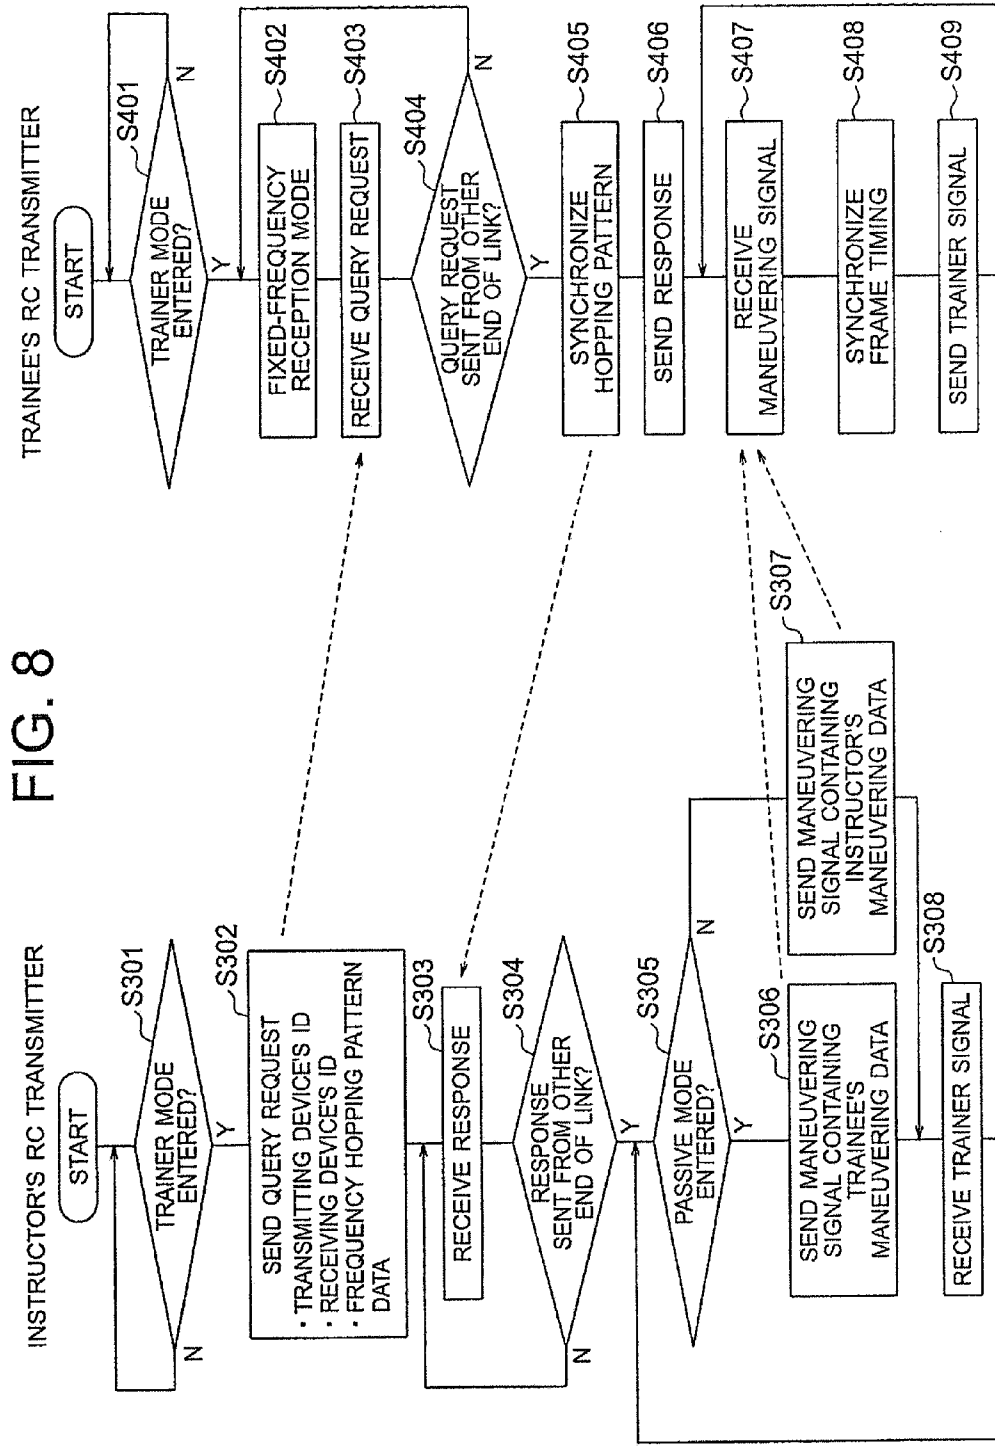 FIG. 8
INSTRUCTOR'S RC TRANSMITTER
START
S301
TRAINER MODE
ENTERED?
N
Y
S302
SEND QUERY REQUEST
· TRANSMITTING DEVICE'S ID
· RECEIVING DEVICE'S ID
· FREQUENCY HOPPING PATTERN
DATA
S303
RECEIVE RESPONSE
S304
RESPONSE
SENT FROM OTHER
END OF LINK?
N
Y
S305
PASSIVE MODE
ENTERED?
N
Y
S306
SEND MANEUVERING
SIGNAL CONTAINING
TRAINEE'S
MANEUVERING DATA
S307
SEND MANEUVERING
SIGNAL CONTAINING
INSTRUCTOR'S
MANEUVERING DATA
S308
RECEIVE TRAINER SIGNAL
TRAINEE'S RC TRANSMITTER
START
S401
TRAINER MODE
ENTERED?
N
Y
S402
FIXED-FREQUENCY
RECEPTION MODE
S403
RECEIVE QUERY REQUEST
S404
QUERY REQUEST
SENT FROM OTHER
END OF LINK?
N
Y
S405
SYNCHRONIZE
HOPPING PATTERN
S406
SEND RESPONSE
S407
RECEIVE
MANEUVERING SIGNAL
S408
SYNCHRONIZE
FRAME TIMING
S409
SEND TRAINER SIGNAL